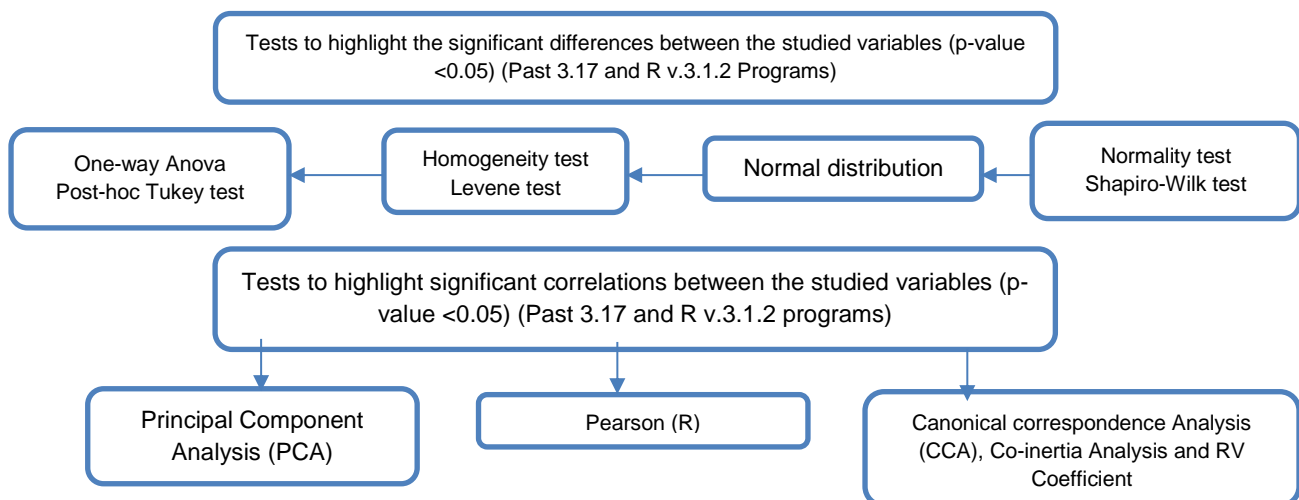 Tests to highlight the significant differences between the studied variables (p-value
<0.05) (Past 3.17 and R v.3.1.2 Programs)
One-way Anova
Post-hoc Tukey test
Homogeneity test
Levene test
Normal distribution
Normality test
Shapiro-Wilk test
Tests to highlight significant correlations between the studied variables (p-
value <0.05) (Past 3.17 and R v.3.1.2 programs)
Principal Component
Analysis (PCA)
Pearson (R)
Canonical correspondence Analysis
(CCA), Co-inertia Analysis and RV
Coefficient